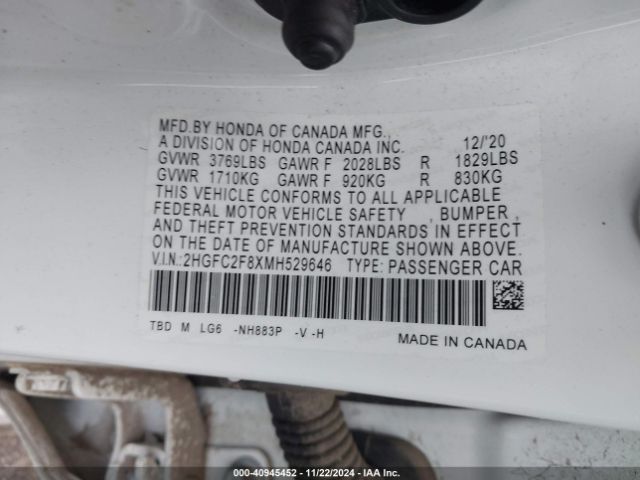 MFD.BY HONDA OF CANADA MFG.,
A DIVISION OF HONDA CANADA INC. 12/'20
GVWR 3769LBS GAWR F 2028LBS R 1829LBS
GVWR 1710KG GAWR F 920KG R 830KG
THIS VEHICLE CONFORMS TO ALL APPLICABLE
FEDERAL MOTOR VEHICLE SAFETY , BUMPER ,
AND THEFT PREVENTION STANDARDS IN EFFECT
ON THE DATE OF MANUFACTURE SHOWN ABOVE.
V.I.N.:2HGFC2F8XMH529646 TYPE: PASSENGER CAR
TBD M LG6 -NH883P -V -H MADE IN CANADA
000-40945452 - 11/22/2024 - IAA Inc.